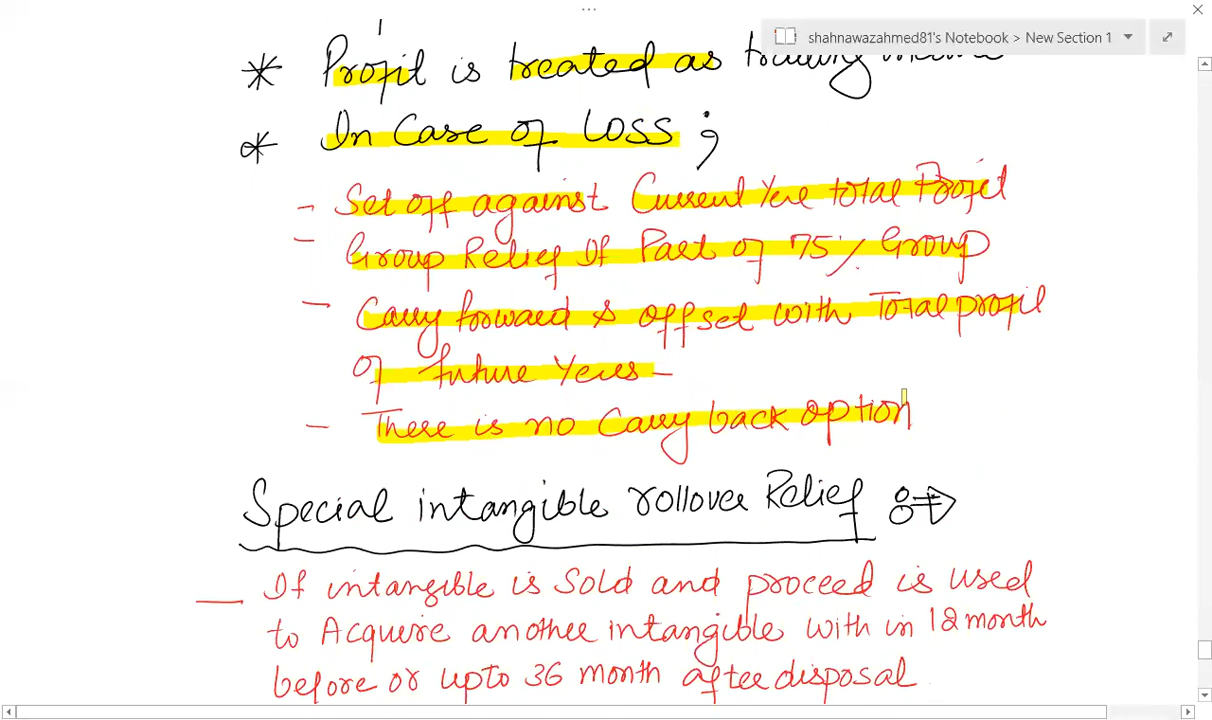 shahnawazahmed81's Notebook > New Section 1
* Profit is treated as trading income
* In Case of Loss ;
- Set off against Current Year total Profit
- Group Relief If Part of 75% Group
- Carry forward & offset with Total profit
of future Years -
- There is no Carry back option
Special intangible rollover Relief
- If intangible is Sold and proceed is used
to Acquire another intangible with in 12 month
before or upto 36 month after disposal